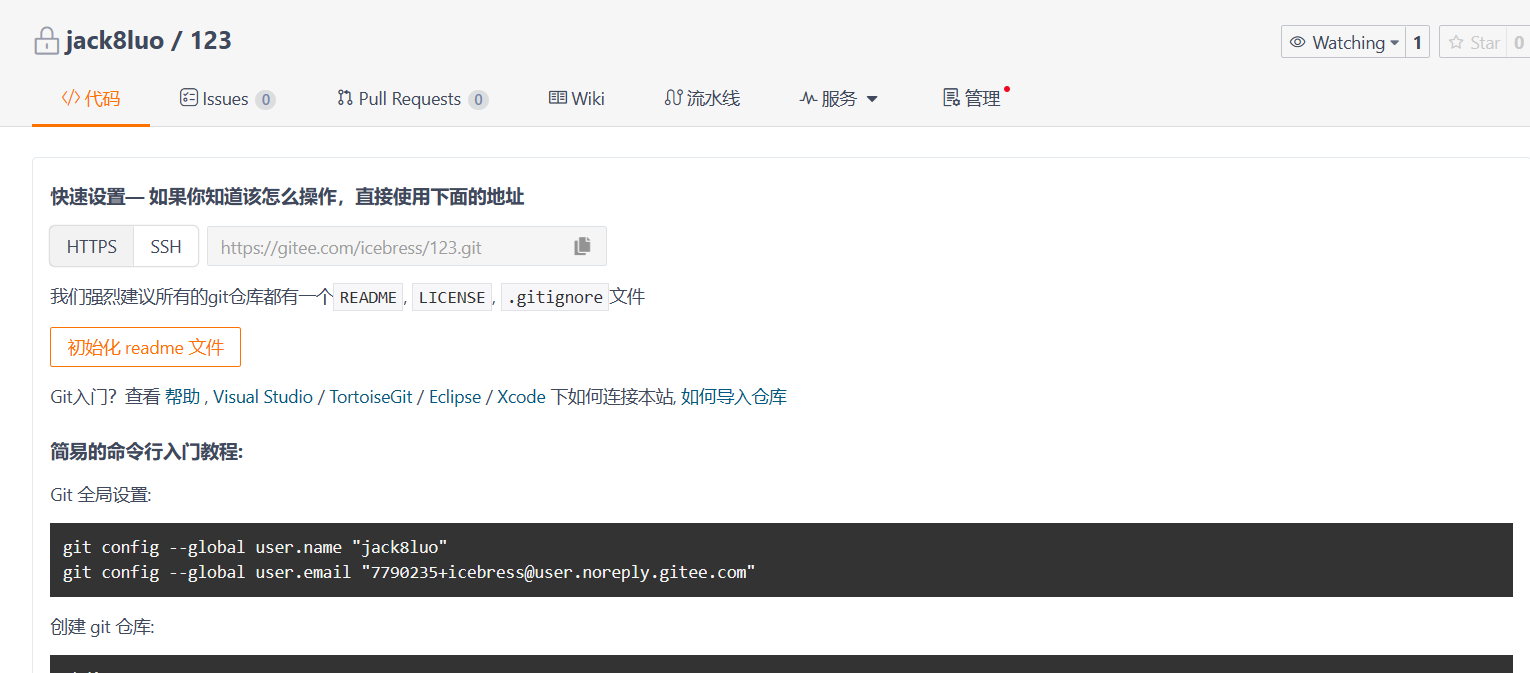 jack8luo / 123
Watching 1 Star 0
代码 Issues 0 Pull Requests 0 Wiki 流水线 服务 管理
快速设置— 如果你知道该怎么操作，直接使用下面的地址
HTTPS SSH https://gitee.com/icebress/123.git
我们强烈建议所有的git仓库都有一个 README, LICENSE, .gitignore 文件
初始化 readme 文件
Git入门？查看 帮助 , Visual Studio / TortoiseGit / Eclipse / Xcode 下如何连接本站, 如何导入仓库
简易的命令行入门教程:
Git 全局设置:
git config --global user.name "jack8luo"
git config --global user.email "7790235+icebress@user.noreply.gitee.com"
创建 git 仓库: